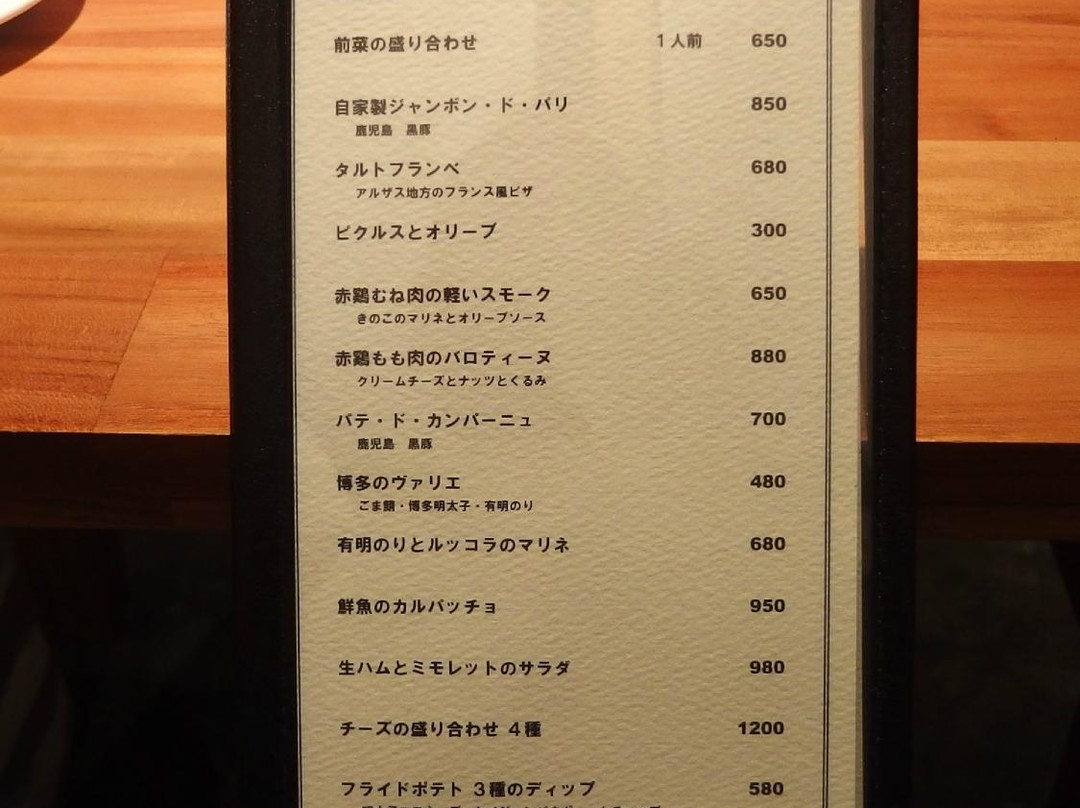 前菜の盛り合わせ 1人前 650
自家製ジャンボン・ド・パリ 850
鹿児島 黒豚
タルトフランベ 680
アルザス地方のフランス風ピザ
ピクルスとオリーブ 300
赤鶏むね肉の軽いスモーク 650
きのこのマリネとオリーブソース
赤鶏もも肉のバロティーヌ 880
クリームチーズとナッツとくるみ
パテ・ド・カンパーニュ 700
鹿児島 黒豚
博多のヴァリエ 480
ごま鯖・博多明太子・有明のり
有明のりとルッコラのマリネ 680
鮮魚のカルパッチョ 950
生ハムとミモレットのサラダ 980
チーズの盛り合わせ 4種 1200
フライドポテト 3種のディップ 580